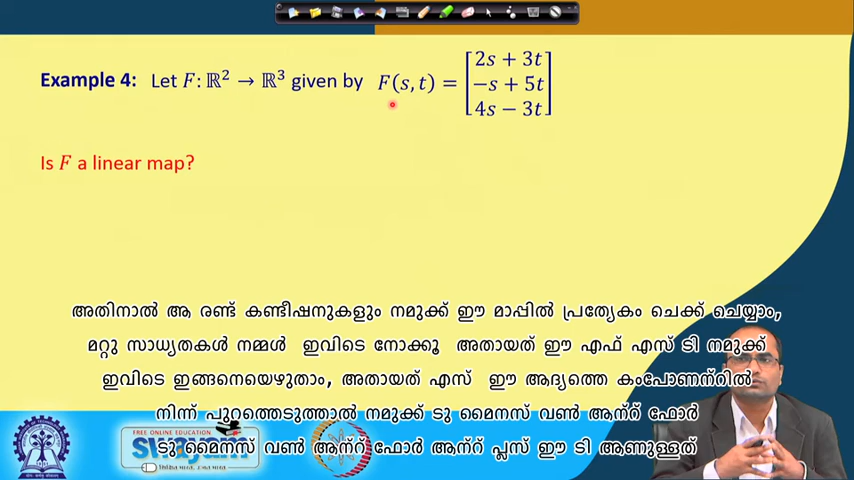 Example 4: Let F: ℝ² → ℝ³ given by F(s, t) = [2s + 3t
−s + 5t
4s − 3t]
Is F a linear map?
അതിനാൽ ആ രണ്ട് കണ്ടീഷനുകളും നമുക്ക് ഈ മാപ്പിൽ പ്രത്യേകം ചെക്ക് ചെയ്യാം,
മറ്റു സാധ്യതകൾ നമ്മൾ ഇവിടെ നോക്കൂ അതായത് ഈ എഫ് എസ് ടി നമുക്ക്
ഇവിടെ ഇങ്ങനെയെഴുതാം, അതായത് എസ് ഈ ആദ്യത്തെ കംപോണന്റിൽ
നിന്ന് പുറത്തെടുത്താൽ നമുക്ക് ടു മൈനസ് വൺ ആന്റ് ഫോർ
ടു മൈനസ് വൺ ആന്റ് ഫോർ ആന്റ് പ്ലസ് ഈ ടി ആണുള്ളത്
FREE ONLINE EDUCATION
swayam